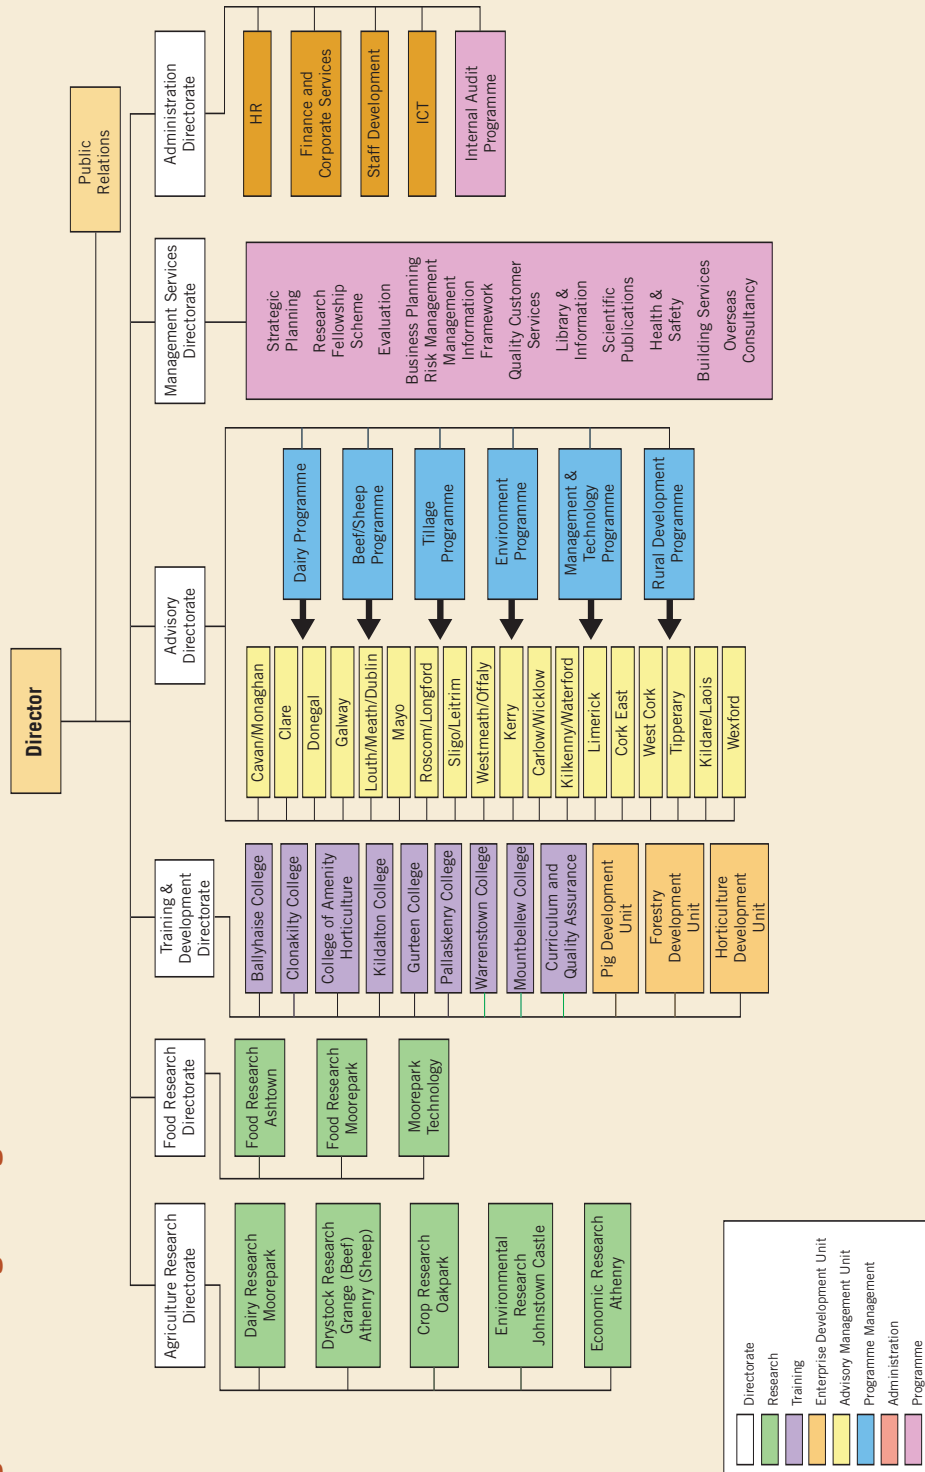 Director
Public
Relations
Agriculture Research
Directorate
Dairy Research
Moorepark
Drystock Research
Grange (Beef)
Athenry (Sheep)
Crop Research
Oakpark
Environmental
Research
Johnstown Castle
Economic Research
Athenry
Food Research
Directorate
Food Research
Ashtown
Food Research
Moorepark
Moorepark
Technology
Training &
Development
Directorate
Ballyhaise College
Clonakilty College
College of Amenity
Horticulture
Kildalton College
Gurteen College
Pallaskenry College
Warrenstown College
Mountbellew College
Curriculum and
Quality Assurance
Pig Development
Unit
Forestry
Development
Unit
Horticulture
Development
Unit
Advisory
Directorate
Cavan/Monaghan
Clare
Donegal
Galway
Louth/Meath/Dublin
Mayo
Roscom/Longford
Sligo/Leitrim
Westmeath/Offaly
Kerry
Carlow/Wicklow
Kilkenny/Waterford
Limerick
Cork East
West Cork
Tipperary
Kildare/Laois
Wexford
Dairy Programme
Beef/Sheep
Programme
Tillage
Programme
Environment
Programme
Management &
Technology
Programme
Rural Development
Programme
Management Services
Directorate
Strategic
Planning
Research
Fellowship
Scheme
Evaluation
Business Planning
Risk Management
Management
Information
Framework
Quality Customer
Services
Library &
Information
Scientific
Publications
Health &
Safety
Building Services
Overseas
Consultancy
Administration
Directorate
HR
Finance and
Corporate Services
Staff Development
ICT
Internal Audit
Programme
Directorate
Research
Training
Enterprise Development Unit
Advisory Management Unit
Programme Management
Administration
Programme